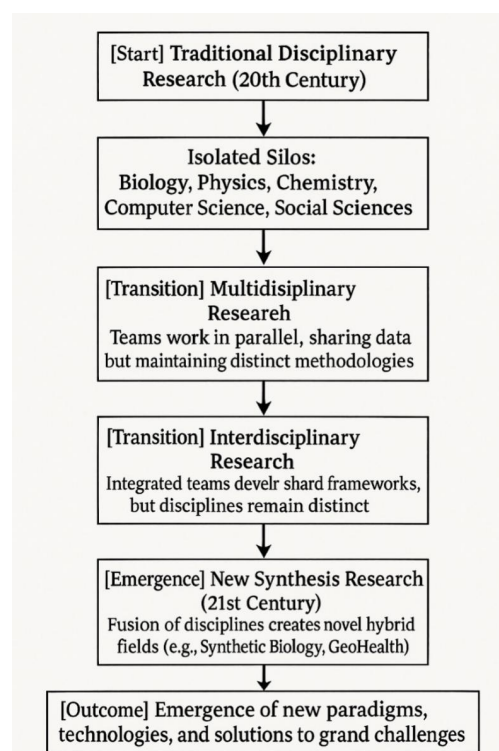 [Start] Traditional Disciplinary
Research (20th Century)
Isolated Silos:
Biology, Physics, Chemistry,
Computer Science, Social Sciences
[Transition] Multidisiplinary
Researeh
Teams work in parallel, sharing data
but maintaining distinct methodologies
[Transition] Interdisciplinary
Research
Integrated teams develr shard frameworks,
but disciplines remain distinct
[Emergence] New Synthesis Research
(21st Century)
Fusion of disciplines creates novel hybrid
fields (e.g., Synthetic Biology, GeoHealth)
[Outcome] Emergence of new paradigms,
technologies, and solutions to grand challenges